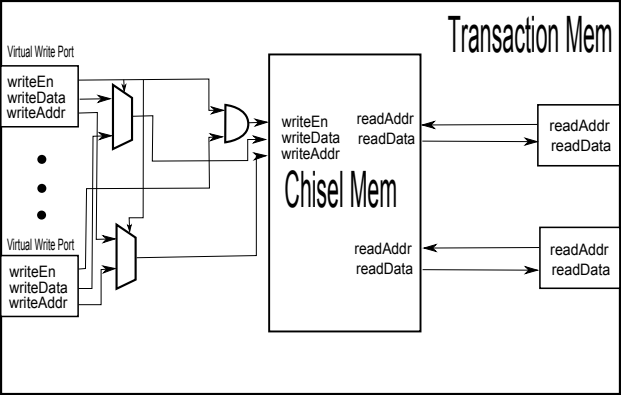 Transaction Mem
Virtual Write Port
writeEn
writeData
writeAddr
Virtual Write Port
writeEn
writeData
writeAddr
writeEn
writeData
writeAddr
Chisel Mem
readAddr
readData
readAddr
readData
readAddr
readData
readAddr
readData